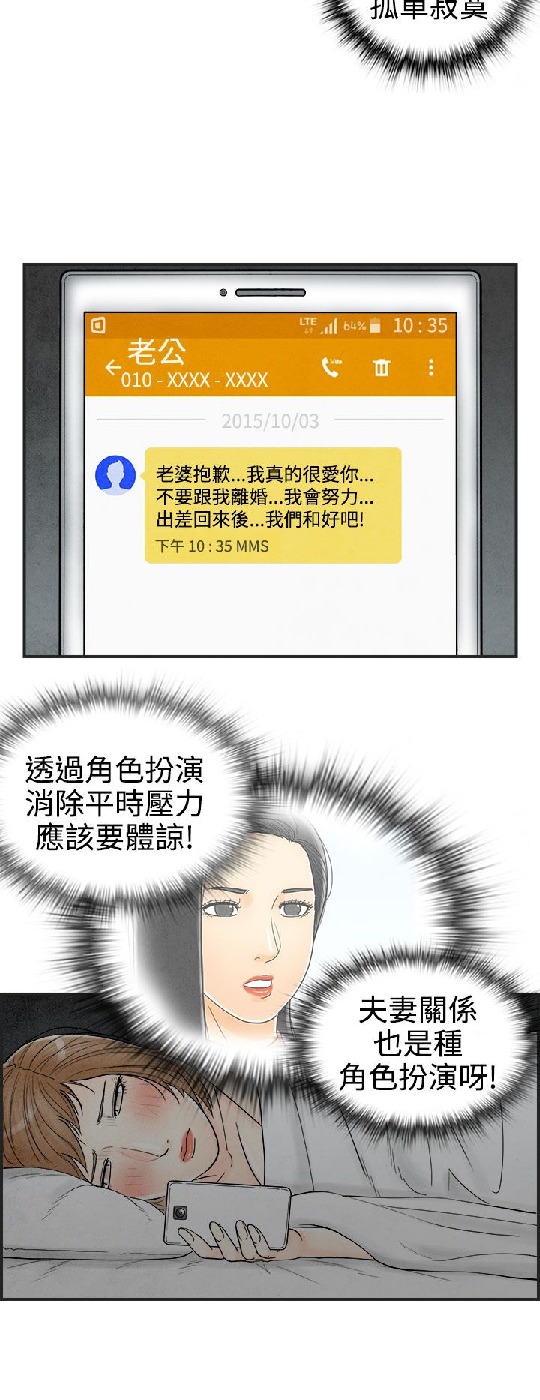 孤單寂寞
LTE 64% 10:35
老公
010 - XXXX - XXXX
2015/10/03
老婆抱歉...我真的很愛你...
不要跟我離婚...我會努力...
出差回來後...我們和好吧!
下午 10 : 35 MMS
透過角色扮演
消除平時壓力
應該要體諒!
夫妻關係
也是種
角色扮演呀!